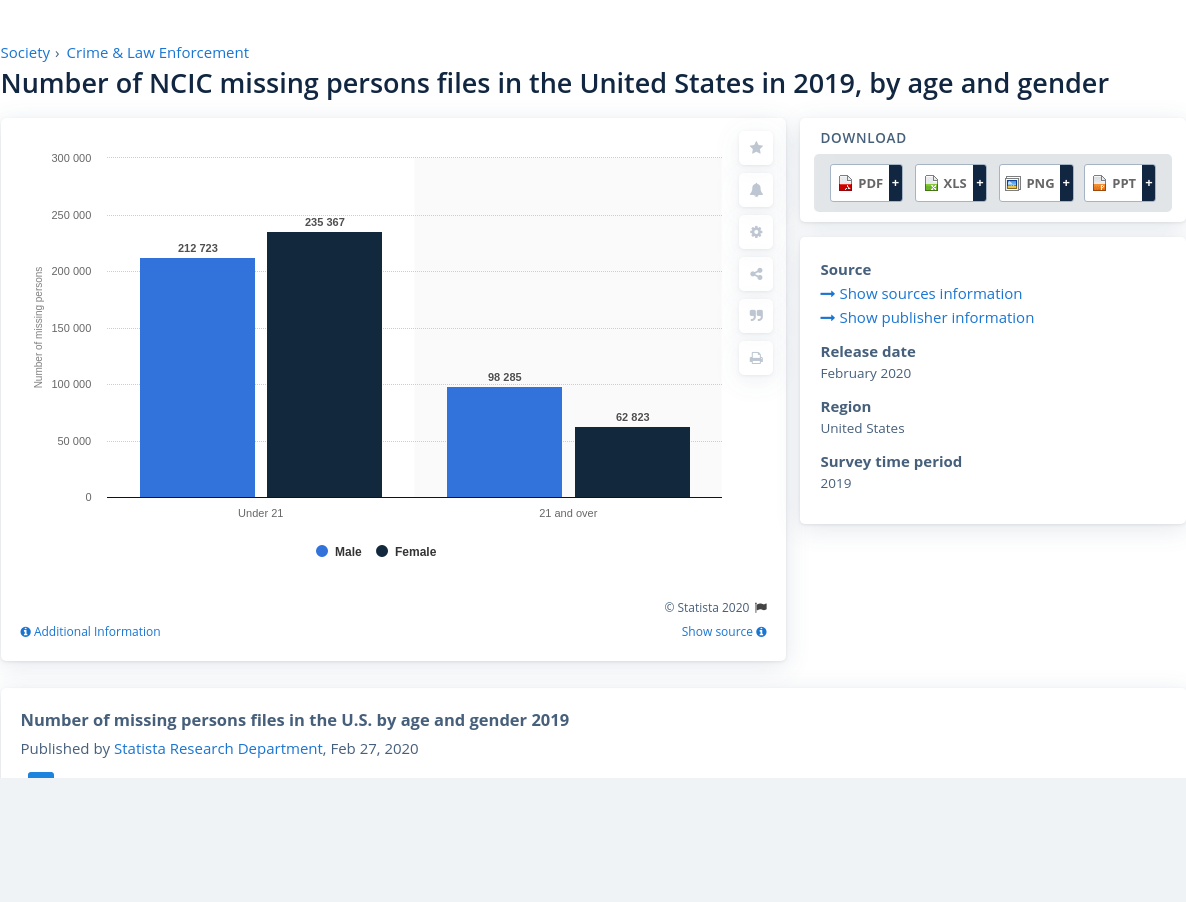 Society › Crime & Law Enforcement
Number of NCIC missing persons files in the United States in 2019, by age and gender
300 000
250 000
200 000
150 000
100 000
50 000
0
Number of missing persons
212 723
235 367
98 285
62 823
Under 21
21 and over
Male
Female
© Statista 2020
Additional Information
Show source
DOWNLOAD
PDF +
XLS +
PNG +
PPT +
Source
Show sources information
Show publisher information
Release date
February 2020
Region
United States
Survey time period
2019
Number of missing persons files in the U.S. by age and gender 2019
Published by Statista Research Department, Feb 27, 2020